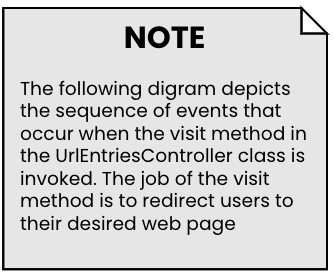 NOTE
The following digram depicts
the sequence of events that
occur when the visit method in
the UrlEntriesController class is
invoked. The job of the visit
method is to redirect users to
their desired web page